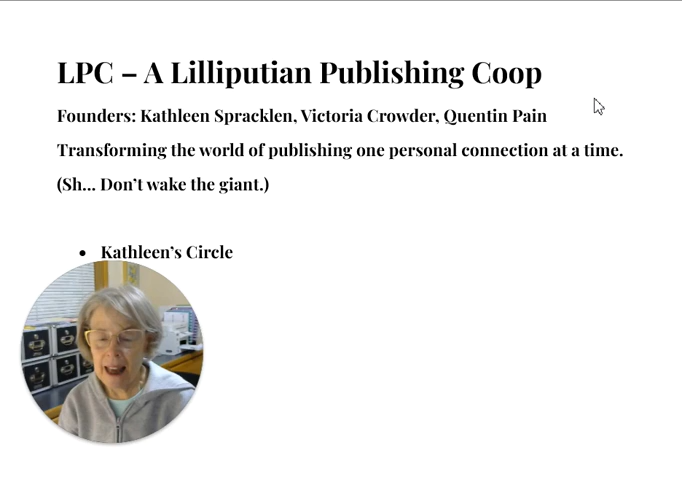 LPC – A Lilliputian Publishing Coop
Founders: Kathleen Spracklen, Victoria Crowder, Quentin Pain
Transforming the world of publishing one personal connection at a time.
(Sh... Don't wake the giant.)
• Kathleen's Circle